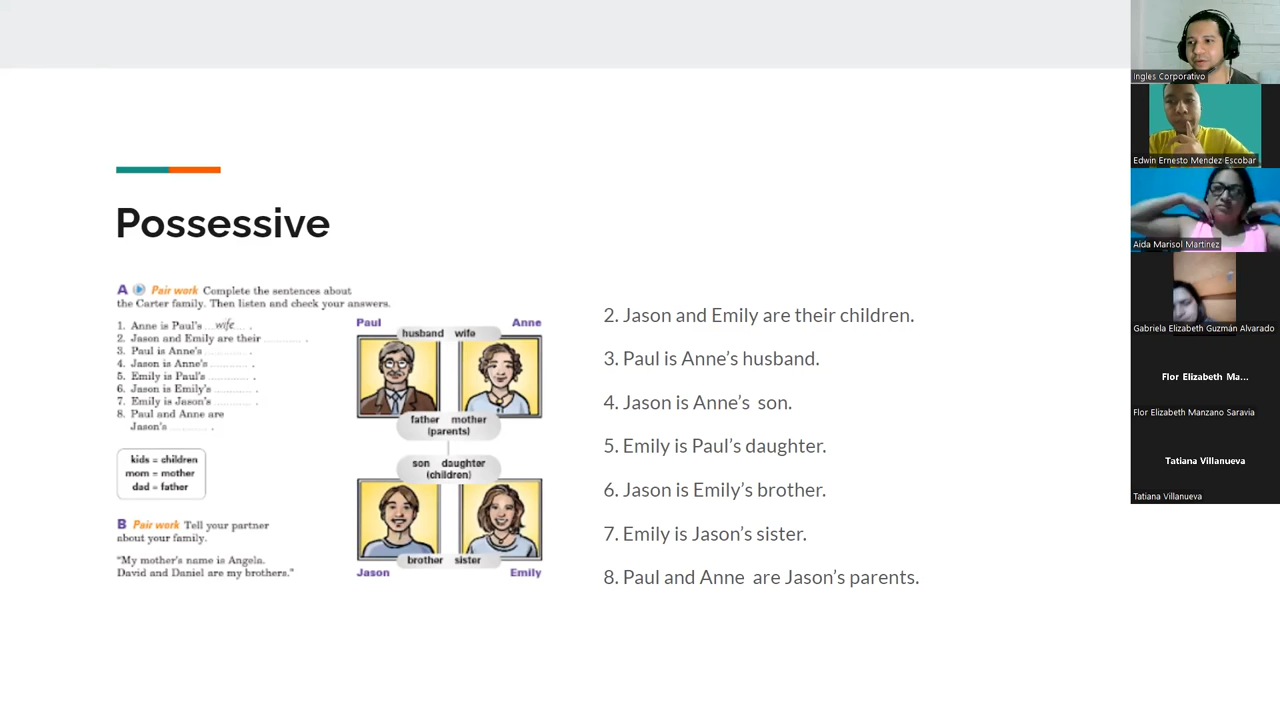 Possessive
A Pair work Complete the sentences about
the Carter family. Then listen and check your answers.
1. Anne is Paul's wife .
2. Jason and Emily are their ............ .
3. Paul is Anne's ............ .
4. Jason is Anne's ............ .
5. Emily is Paul's ............ .
6. Jason is Emily's ............ .
7. Emily is Jason's ............ .
8. Paul and Anne are
Jason's ............ .
kids = children
mom = mother
dad = father
B Pair work Tell your partner
about your family.
"My mother's name is Angela.
David and Daniel are my brothers."
Paul Anne
husband wife
father mother
(parents)
son daughter
(children)
brother sister
Jason Emily
2. Jason and Emily are their children.
3. Paul is Anne's husband.
4. Jason is Anne's  son.
5. Emily is Paul's daughter.
6. Jason is Emily's brother.
7. Emily is Jason's sister.
8. Paul and Anne  are Jason's parents.
Ingles Corporativo
Edwin Ernesto Mendez Escobar
Aida Marisol Martinez
Gabriela Elizabeth Guzmán Alvarado
Flor Elizabeth Ma...
Flor Elizabeth Manzano Saravia
Tatiana Villanueva
Tatiana Villanueva